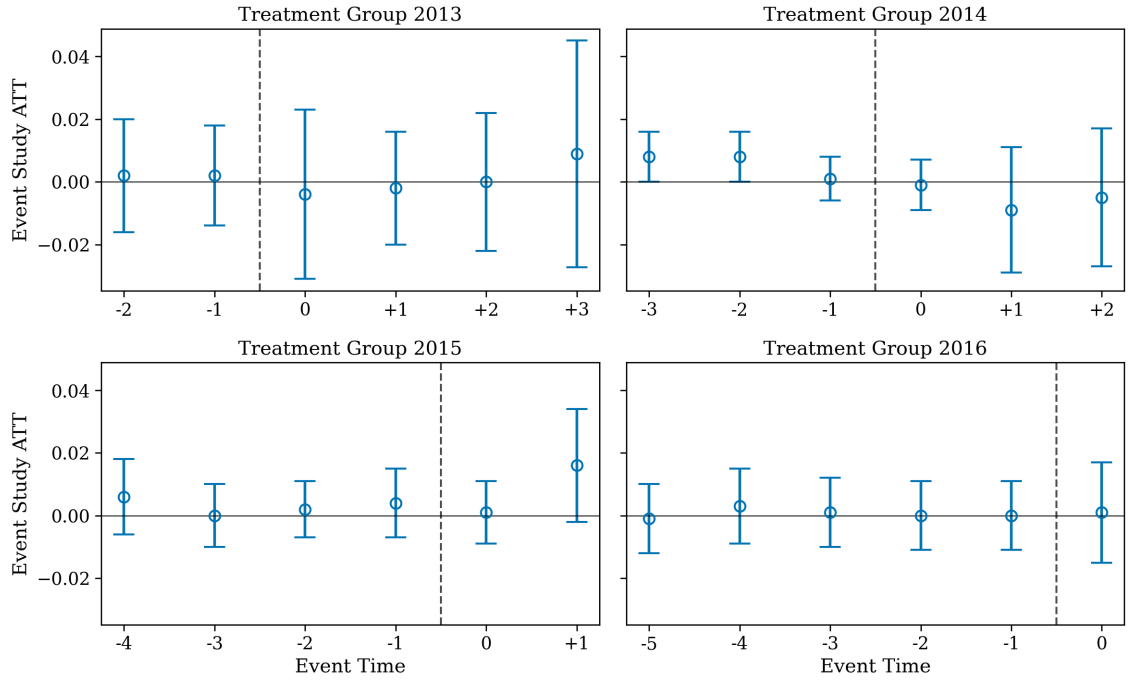 Treatment Group 2013
Treatment Group 2014
Event Study ATT
0.04
0.02
0.00
−0.02
-2 -1 0 +1 +2 +3
-3 -2 -1 0 +1 +2
Treatment Group 2015
Treatment Group 2016
Event Study ATT
0.04
0.02
0.00
−0.02
-4 -3 -2 -1 0 +1
-5 -4 -3 -2 -1 0
Event Time
Event Time